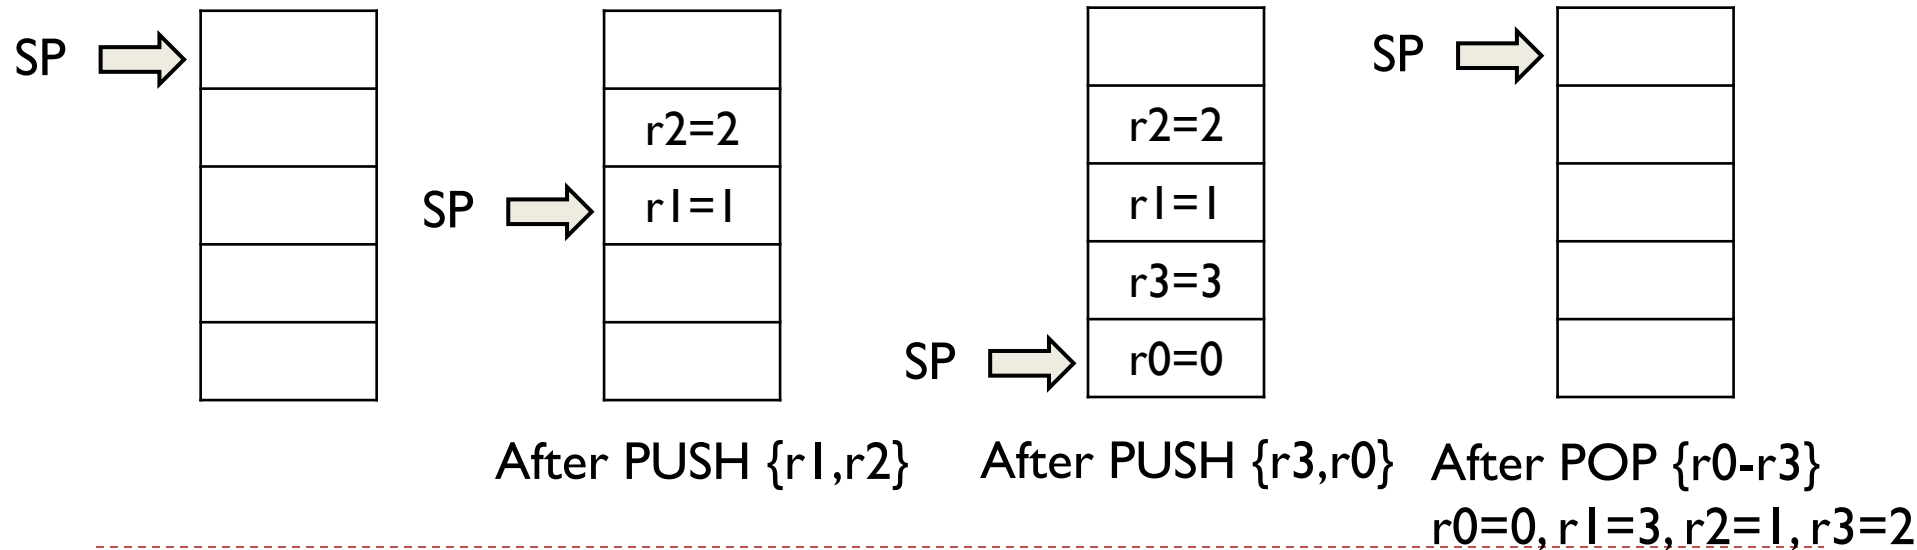 SP
r2=2
SP
r1=1
r2=2
r1=1
r3=3
SP
r0=0
SP
After PUSH {r1,r2}
After PUSH {r3,r0}
After POP {r0-r3}
r0=0, r1=3, r2=1, r3=2